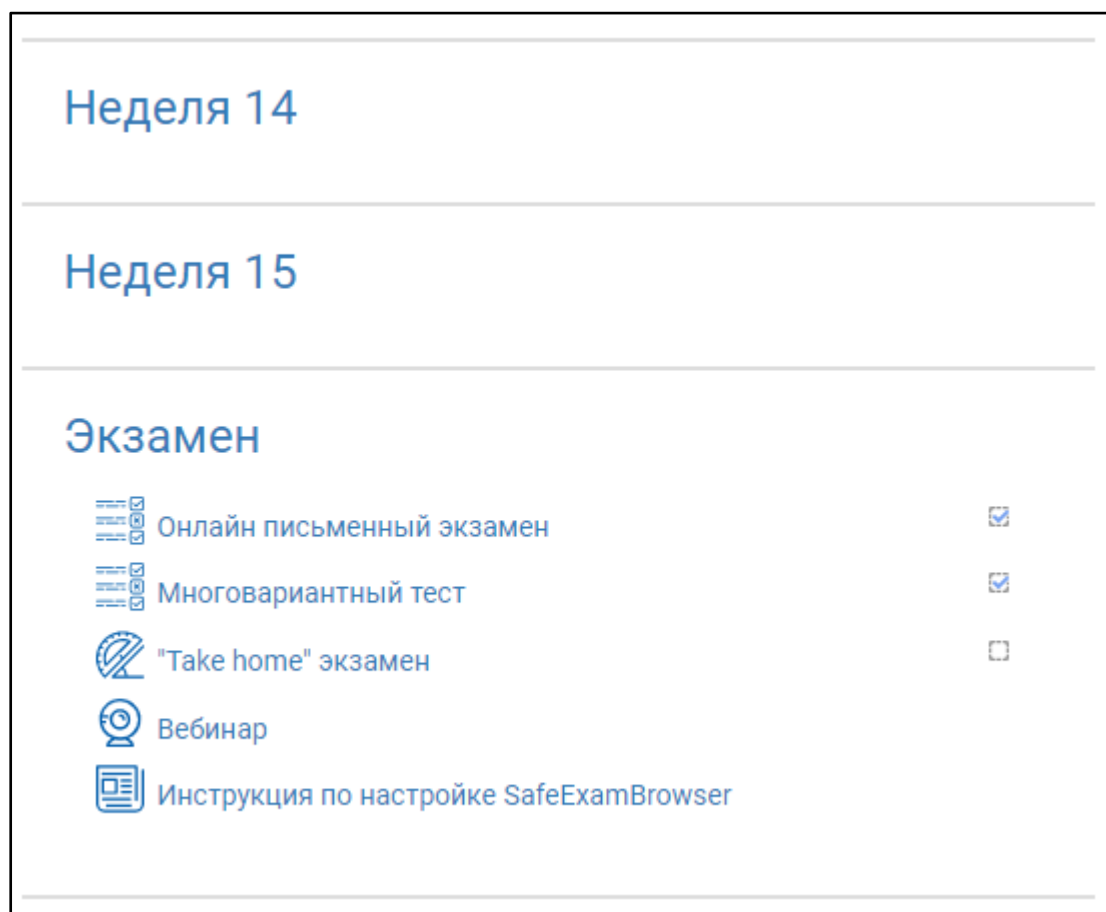 Неделя 14
Неделя 15
Экзамен
Онлайн письменный экзамен
Многовариантный тест
"Take home" экзамен
Вебинар
Инструкция по настройке SafeExamBrowser